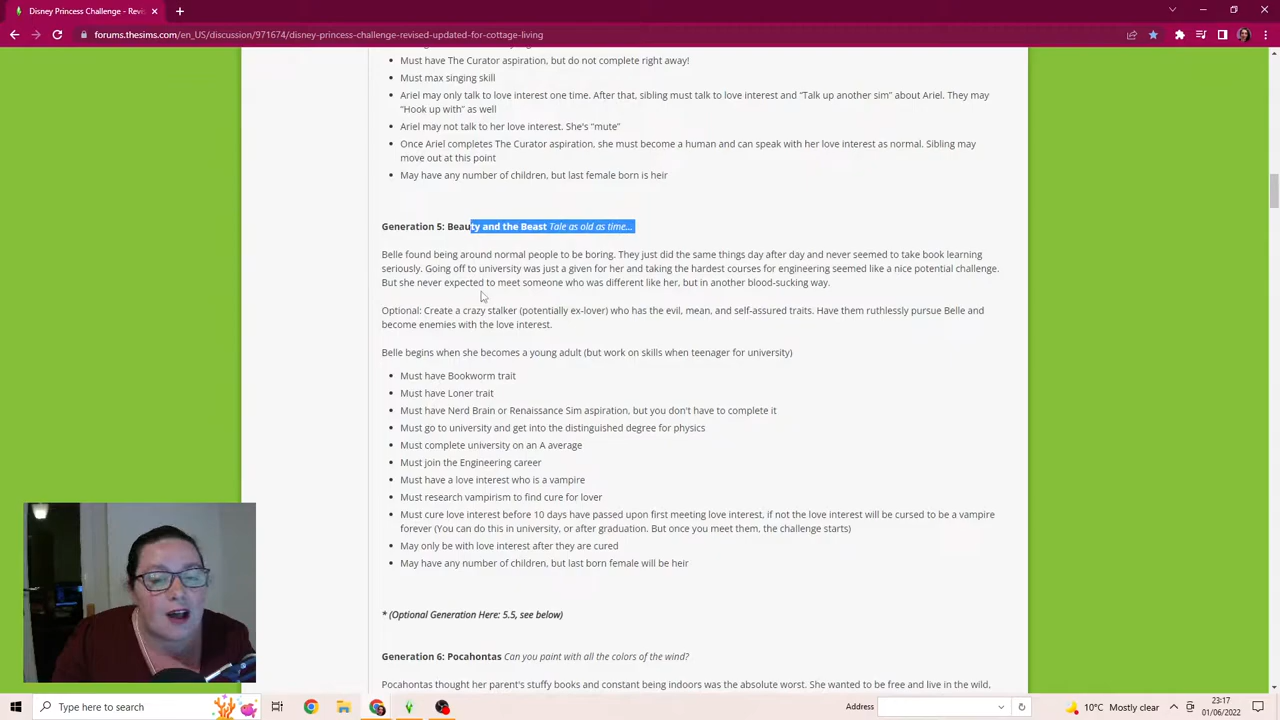 Disney Princess Challenge - Revis
forums.thesims.com/en_US/discussion/971674/disney-princess-challenge-revised-updated-for-cottage-living
Must have The Curator aspiration, but do not complete right away!
Must max singing skill
Ariel may only talk to love interest one time. After that, sibling must talk to love interest and “Talk up another sim” about Ariel. They may
“Hook up with” as well
Ariel may not talk to her love interest. She's “mute”
Once Ariel completes The Curator aspiration, she must become a human and can speak with her love interest as normal. Sibling may
move out at this point
May have any number of children, but last female born is heir
Generation 5: Beauty and the Beast Tale as old as time...
Belle found being around normal people to be boring. They just did the same things day after day and never seemed to take book learning
seriously. Going off to university was just a given for her and taking the hardest courses for engineering seemed like a nice potential challenge.
But she never expected to meet someone who was different like her, but in another blood-sucking way.
Optional: Create a crazy stalker (potentially ex-lover) who has the evil, mean, and self-assured traits. Have them ruthlessly pursue Belle and
become enemies with the love interest.
Belle begins when she becomes a young adult (but work on skills when teenager for university)
Must have Bookworm trait
Must have Loner trait
Must have Nerd Brain or Renaissance Sim aspiration, but you don't have to complete it
Must go to university and get into the distinguished degree for physics
Must complete university on an A average
Must join the Engineering career
Must have a love interest who is a vampire
Must research vampirism to find cure for lover
Must cure love interest before 10 days have passed upon first meeting love interest, if not the love interest will be cursed to be a vampire
forever (You can do this in university, or after graduation. But once you meet them, the challenge starts)
May only be with love interest after they are cured
May have any number of children, but last born female will be heir
* (Optional Generation Here: 5.5, see below)
Generation 6: Pocahontas Can you paint with all the colors of the wind?
Pocahontas thought her parent's stuffy books and constant being indoors was the absolute worst. She wanted to be free and live in the wild,
Type here to search
Address
10°C Mostly clear
23:17
01/06/2022